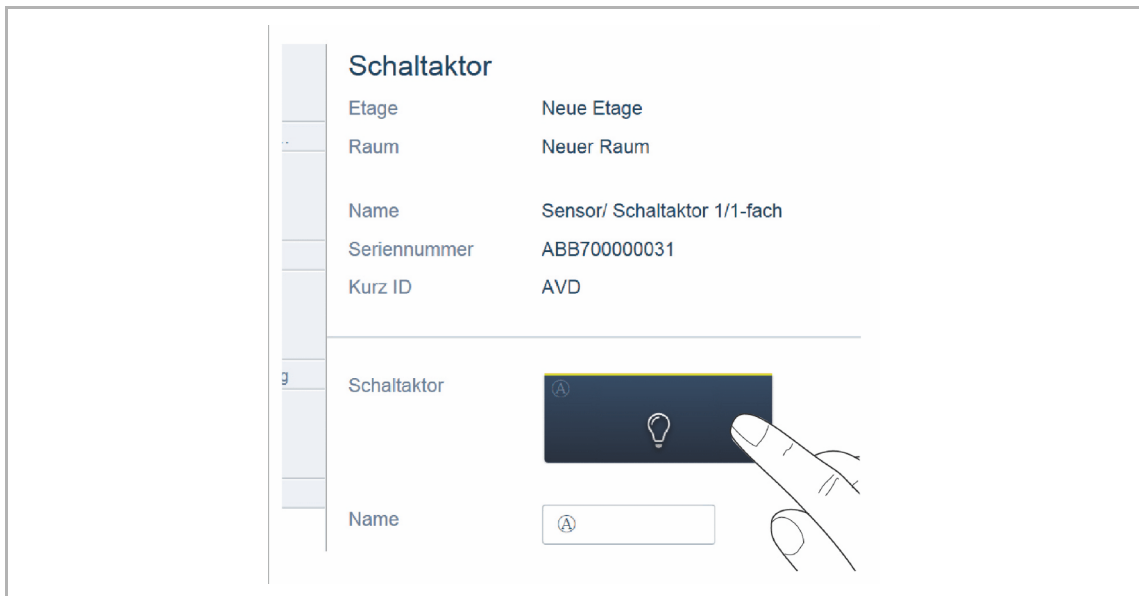 Schaltaktor
Etage Neue Etage
Raum Neuer Raum
Name Sensor/ Schaltaktor 1/1-fach
Seriennummer ABB700000031
Kurz ID AVD
..
g
Schaltaktor Ⓐ
Name Ⓐ